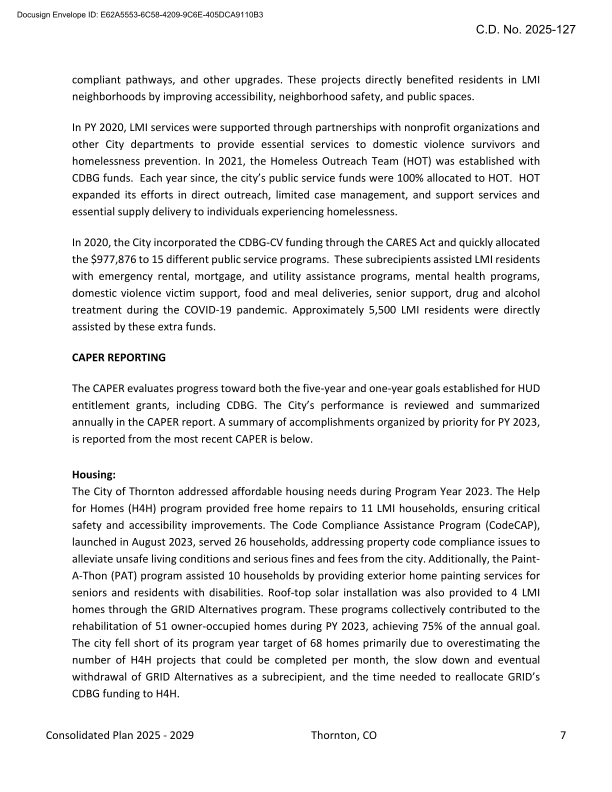 Docusign Envelope ID: E62A5553-6C58-4209-9C6E-405DCA9110B3
C.D. No. 2025-127
compliant pathways, and other upgrades. These projects directly benefited residents in LMI
neighborhoods by improving accessibility, neighborhood safety, and public spaces.
In PY 2020, LMI services were supported through partnerships with nonprofit organizations and
other City departments to provide essential services to domestic violence survivors and
homelessness prevention. In 2021, the Homeless Outreach Team (HOT) was established with
CDBG funds. Each year since, the city's public service funds were 100% allocated to HOT. HOT
expanded its efforts in direct outreach, limited case management, and support services and
essential supply delivery to individuals experiencing homelessness.
In 2020, the City incorporated the CDBG-CV funding through the CARES Act and quickly allocated
the $977,876 to 15 different public service programs. These subrecipients assisted LMI residents
with emergency rental, mortgage, and utility assistance programs, mental health programs,
domestic violence victim support, food and meal deliveries, senior support, drug and alcohol
treatment during the COVID-19 pandemic. Approximately 5,500 LMI residents were directly
assisted by these extra funds.
CAPER REPORTING
The CAPER evaluates progress toward both the five-year and one-year goals established for HUD
entitlement grants, including CDBG. The City's performance is reviewed and summarized
annually in the CAPER report. A summary of accomplishments organized by priority for PY 2023,
is reported from the most recent CAPER is below.
Housing:
The City of Thornton addressed affordable housing needs during Program Year 2023. The Help
for Homes (H4H) program provided free home repairs to 11 LMI households, ensuring critical
safety and accessibility improvements. The Code Compliance Assistance Program (CodeCAP),
launched in August 2023, served 26 households, addressing property code compliance issues to
alleviate unsafe living conditions and serious fines and fees from the city. Additionally, the Paint-
A-Thon (PAT) program assisted 10 households by providing exterior home painting services for
seniors and residents with disabilities. Roof-top solar installation was also provided to 4 LMI
homes through the GRID Alternatives program. These programs collectively contributed to the
rehabilitation of 51 owner-occupied homes during PY 2023, achieving 75% of the annual goal.
The city fell short of its program year target of 68 homes primarily due to overestimating the
number of H4H projects that could be completed per month, the slow down and eventual
withdrawal of GRID Alternatives as a subrecipient, and the time needed to reallocate GRID's
CDBG funding to H4H.
Consolidated Plan 2025 - 2029 Thornton, CO 7